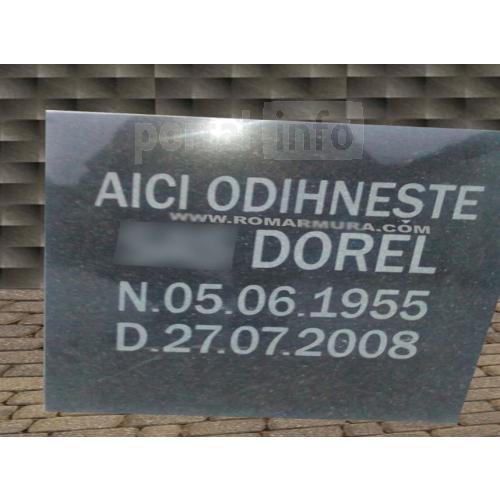 portal info
AICI ODIHNESTE
WWW.ROMARMURA.COM
DOREL
N.05.06.1955
D.27.07.2008